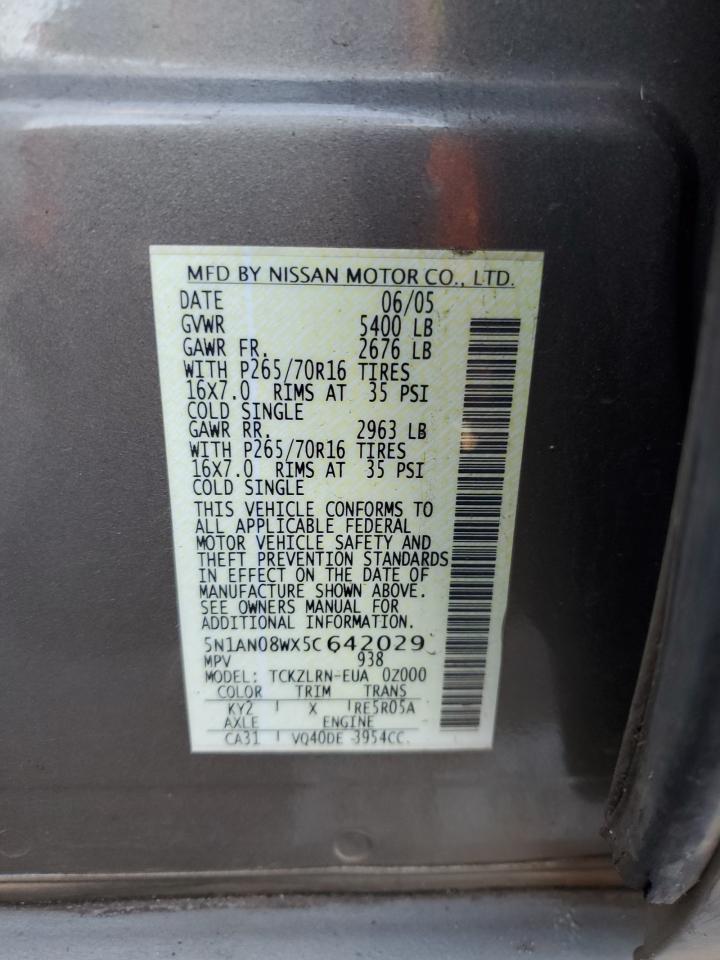 MFD BY NISSAN MOTOR CO., LTD.
DATE 06/05
GVWR 5400 LB
GAWR FR. 2676 LB
WITH P265/70R16 TIRES
16X7.0 RIMS AT 35 PSI
COLD SINGLE
GAWR RR. 2963 LB
WITH P265/70R16 TIRES
16X7.0 RIMS AT 35 PSI
COLD SINGLE
THIS VEHICLE CONFORMS TO
ALL APPLICABLE FEDERAL
MOTOR VEHICLE SAFETY AND
THEFT PREVENTION STANDARDS
IN EFFECT ON THE DATE OF
MANUFACTURE SHOWN ABOVE.
SEE OWNERS MANUAL FOR
ADDITIONAL INFORMATION.
5N1AN08WX5C642029
MPV 938
MODEL: TCKZLRN-EUA 0Z000
COLOR TRIM TRANS
KY2 X RE5R05A
AXLE ENGINE
CA31 VQ40DE 3954CC